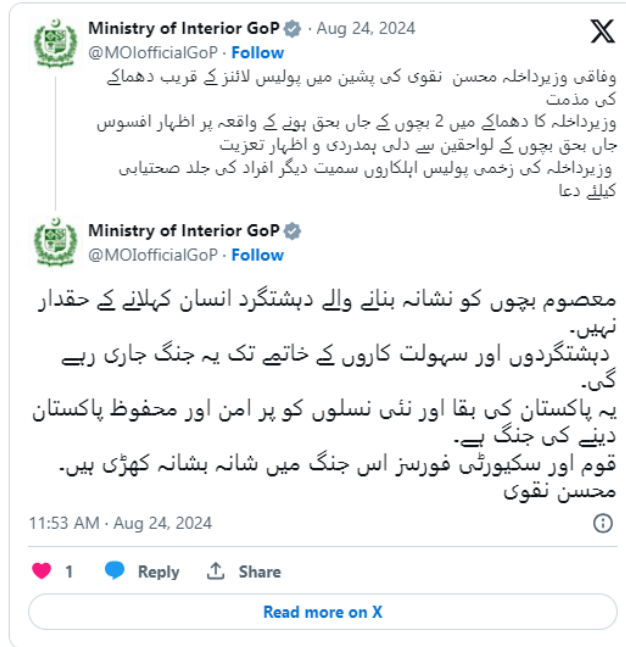 Ministry of Interior GoP · Aug 24, 2024
@MOIofficialGoP · Follow
وفاقی وزیرداخلہ محسن نقوی کی پشین میں پولیس لائنز کے قریب دھماکے
کی مذمت
وزیرداخلہ کا دھماکے میں 2 بچوں کے جاں بحق ہونے کے واقعہ پر اظہار افسوس
جاں بحق بچوں کے لواحقین سے دلی ہمدردی و اظہار تعزیت
وزیرداخلہ کی زخمی پولیس اہلکاروں سمیت دیگر افراد کی جلد صحتیابی
کیلئے دعا
Ministry of Interior GoP
@MOIofficialGoP · Follow
معصوم بچوں کو نشانہ بنانے والے دہشتگرد انسان کہلانے کے حقدار
نہیں۔
دہشتگردوں اور سہولت کاروں کے خاتمے تک یہ جنگ جاری رہے
گی۔
یہ پاکستان کی بقا اور نئی نسلوں کو پر امن اور محفوظ پاکستان
دینے کی جنگ ہے۔
قوم اور سکیورٹی فورسز اس جنگ میں شانہ بشانہ کھڑی ہیں۔
محسن نقوی
11:53 AM · Aug 24, 2024
1 Reply Share
Read more on X